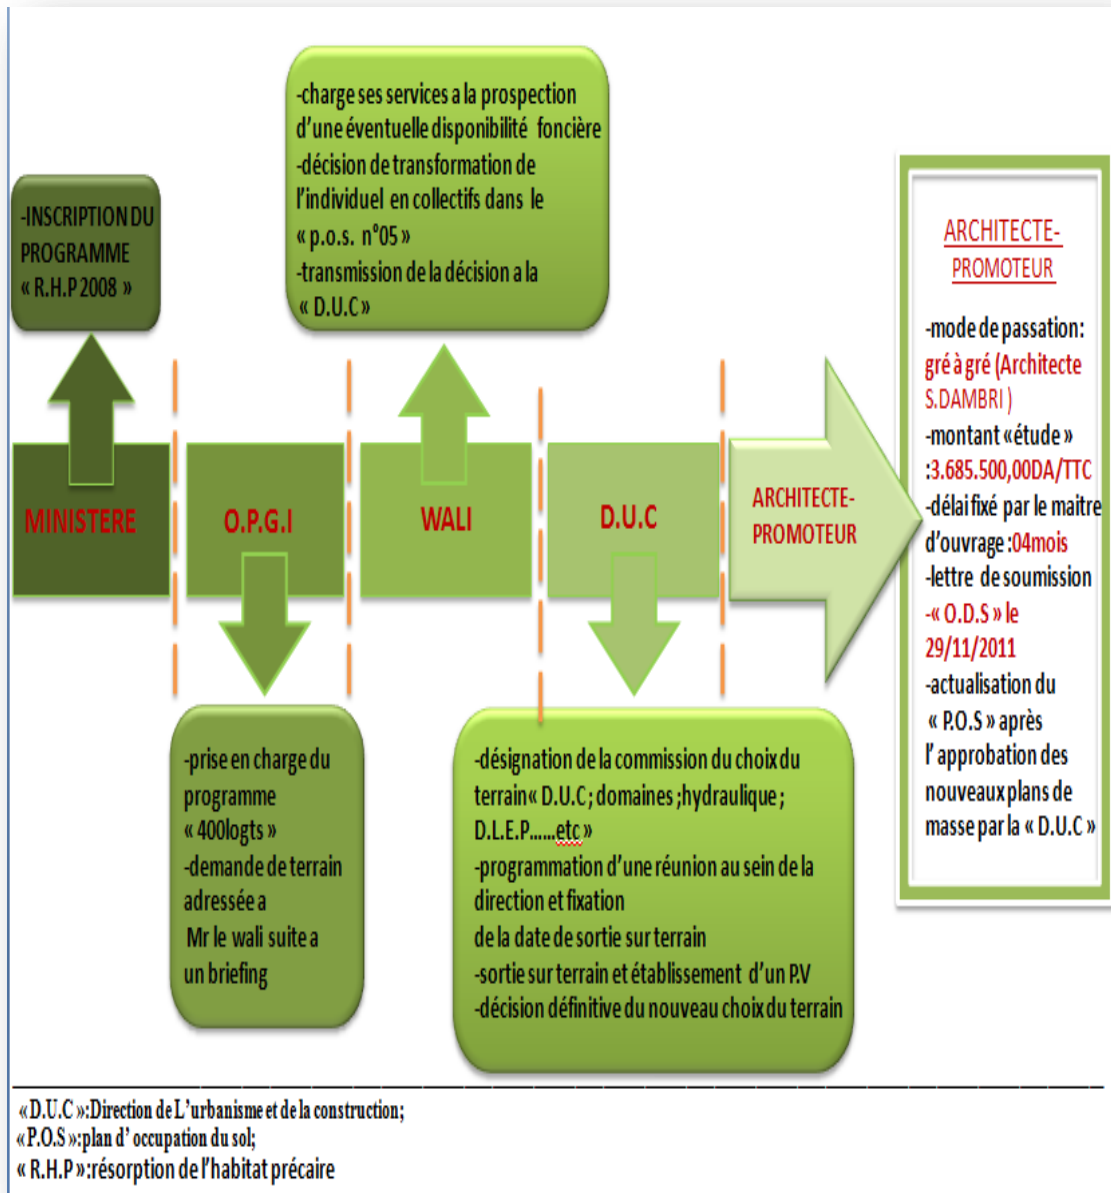 -charge ses services a la prospection
d'une éventuelle disponibilité foncière
-décision de transformation de
l'individuel en collectifs dans le
« p.o.s. n°05 »
-transmission de la décision a la
« D.U.C »
-INSCRIPTION DU
PROGRAMME
« R.H.P 2008 »
MINISTERE
O.P.G.I
WALI
D.U.C
ARCHITECTE-
PROMOTEUR
ARCHITECTE-
PROMOTEUR
-mode de passation:
gré à gré (Architecte
S.DAMBRI )
-montant «étude »
:3.685.500,00DA/TTC
-délai fixé par le maitre
d'ouvrage :04mois
-lettre de soumission
-« O.D.S » le
29/11/2011
-actualisation du
« P.O.S » après
l' approbation des
nouveaux plans de
masse par la « D.U.C »
-prise en charge du
programme
« 400logts »
-demande de terrain
adressée a
Mr le wali suite a
un briefing
-désignation de la commission du choix du
terrain« D.U.C ; domaines ;hydraulique ;
D.L.E.P......etc »
-programmation d'une réunion au sein de la
direction et fixation
de la date de sortie sur terrain
-sortie sur terrain et établissement d'un P.V
-décision définitive du nouveau choix du terrain
«D.U.C »:Direction de L'urbanisme et de la construction;
«P.O.S »:plan d' occupation du sol;
« R.H.P »:résorption de l'habitat précaire